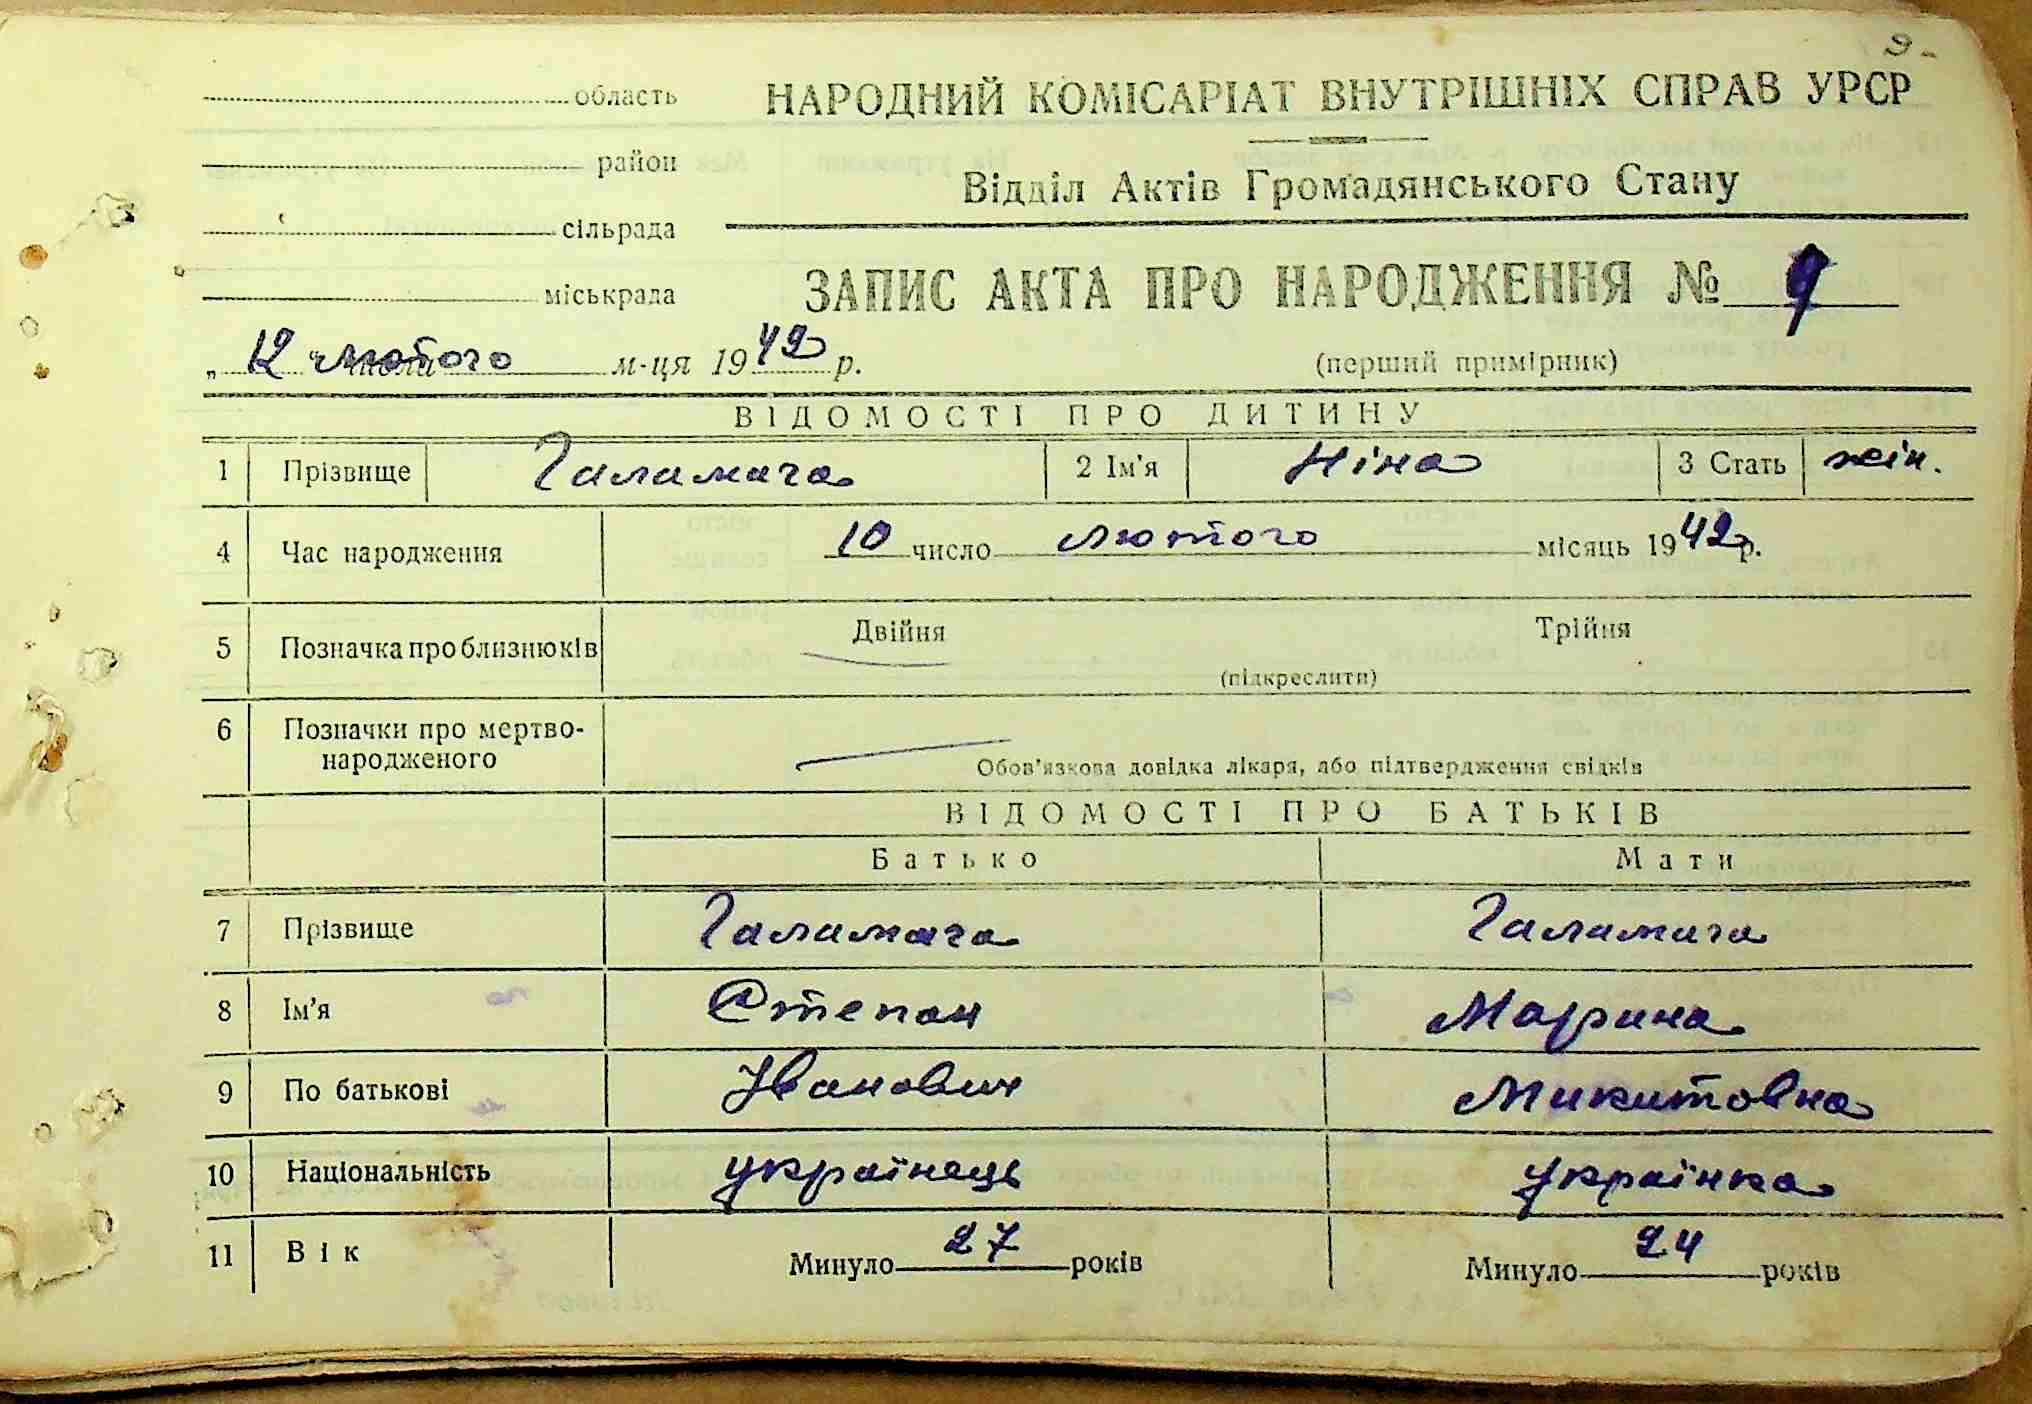 9-
область
район
сільрада
міськрада
НАРОДНИЙ КОМІСАРІАТ ВНУТРІШНІХ СПРАВ УРСР
Відділ Актів Громадянського Стану
ЗАПИС АКТА ПРО НАРОДЖЕННЯ № 9
„ 12 " лютого м-ця 1942 р.
(перший примірник)
ВІДОМОСТІ ПРО ДИТИНУ
1 Прізвище Галамага 2 Ім'я Ніна 3 Стать жін.
4 Час народження 10 число лютого місяць 1942 р.
5 Позначка про близнюків Двійня Трійня
(підкреслити)
6 Позначки про мертво-
народженого
Обов'язкова довідка лікаря, або підтвердження свідків
ВІДОМОСТІ ПРО БАТЬКІВ
Батько Мати
7 Прізвище Галамага Галамага
8 Ім'я Степан Марина
9 По батькові Іванович Микитовна
10 Національність українець українка
11 Вік Минуло 27 років Минуло 24 років